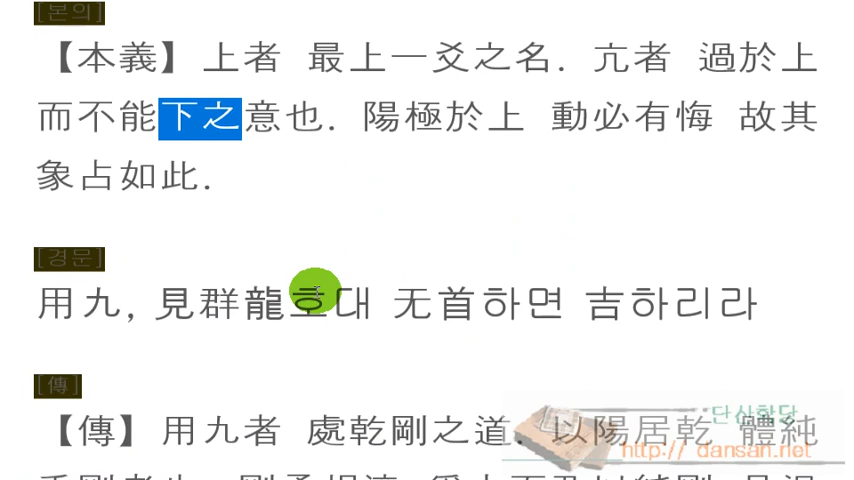 [본의]
【本義】上者 最上一爻之名. 亢者 過於上
而不能下之意也. 陽極於上 動必有悔 故其
象占如此.
[경문]
用九, 見群龍호대 无首하면 吉하리라
[傳]
【傳】用九者 處乾剛之道. 以陽居乾 體純
단산학당
http:// dansan.net